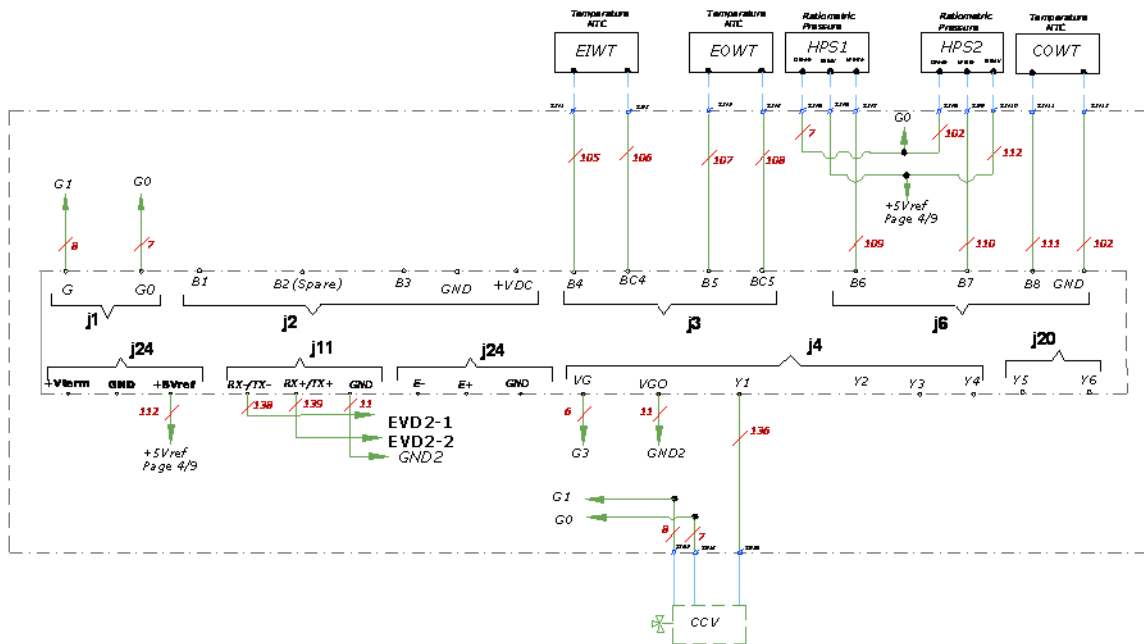 Temperature NTC
Temperature NTC
Ratiometric Pressure
Ratiometric Pressure
Temperature NTC
EIWT
EOWT
HPS1
HPS2
COWT
G0
7
102
112
105
106
107
108
+5Vref
Page 4/9
G1
G0
8
7
109
110
111
102
G
G0
B1
B2(Spare)
B3
GND
+VDC
B4
BC4
B5
BC5
B6
B7
B8
GND
j1
j2
j3
j6
j24
j11
j24
j4
j20
+Vterm
GND
+5Vref
RX-/TX-
RX+/TX+
GND
E-
E+
GND
VG
VGO
Y1
Y2
Y3
Y4
Y5
Y6
112
138
139
11
6
11
136
EVD2-1
EVD2-2
GND2
+5Vref
Page 4/9
G3
GND2
G1
G0
8
7
CCV